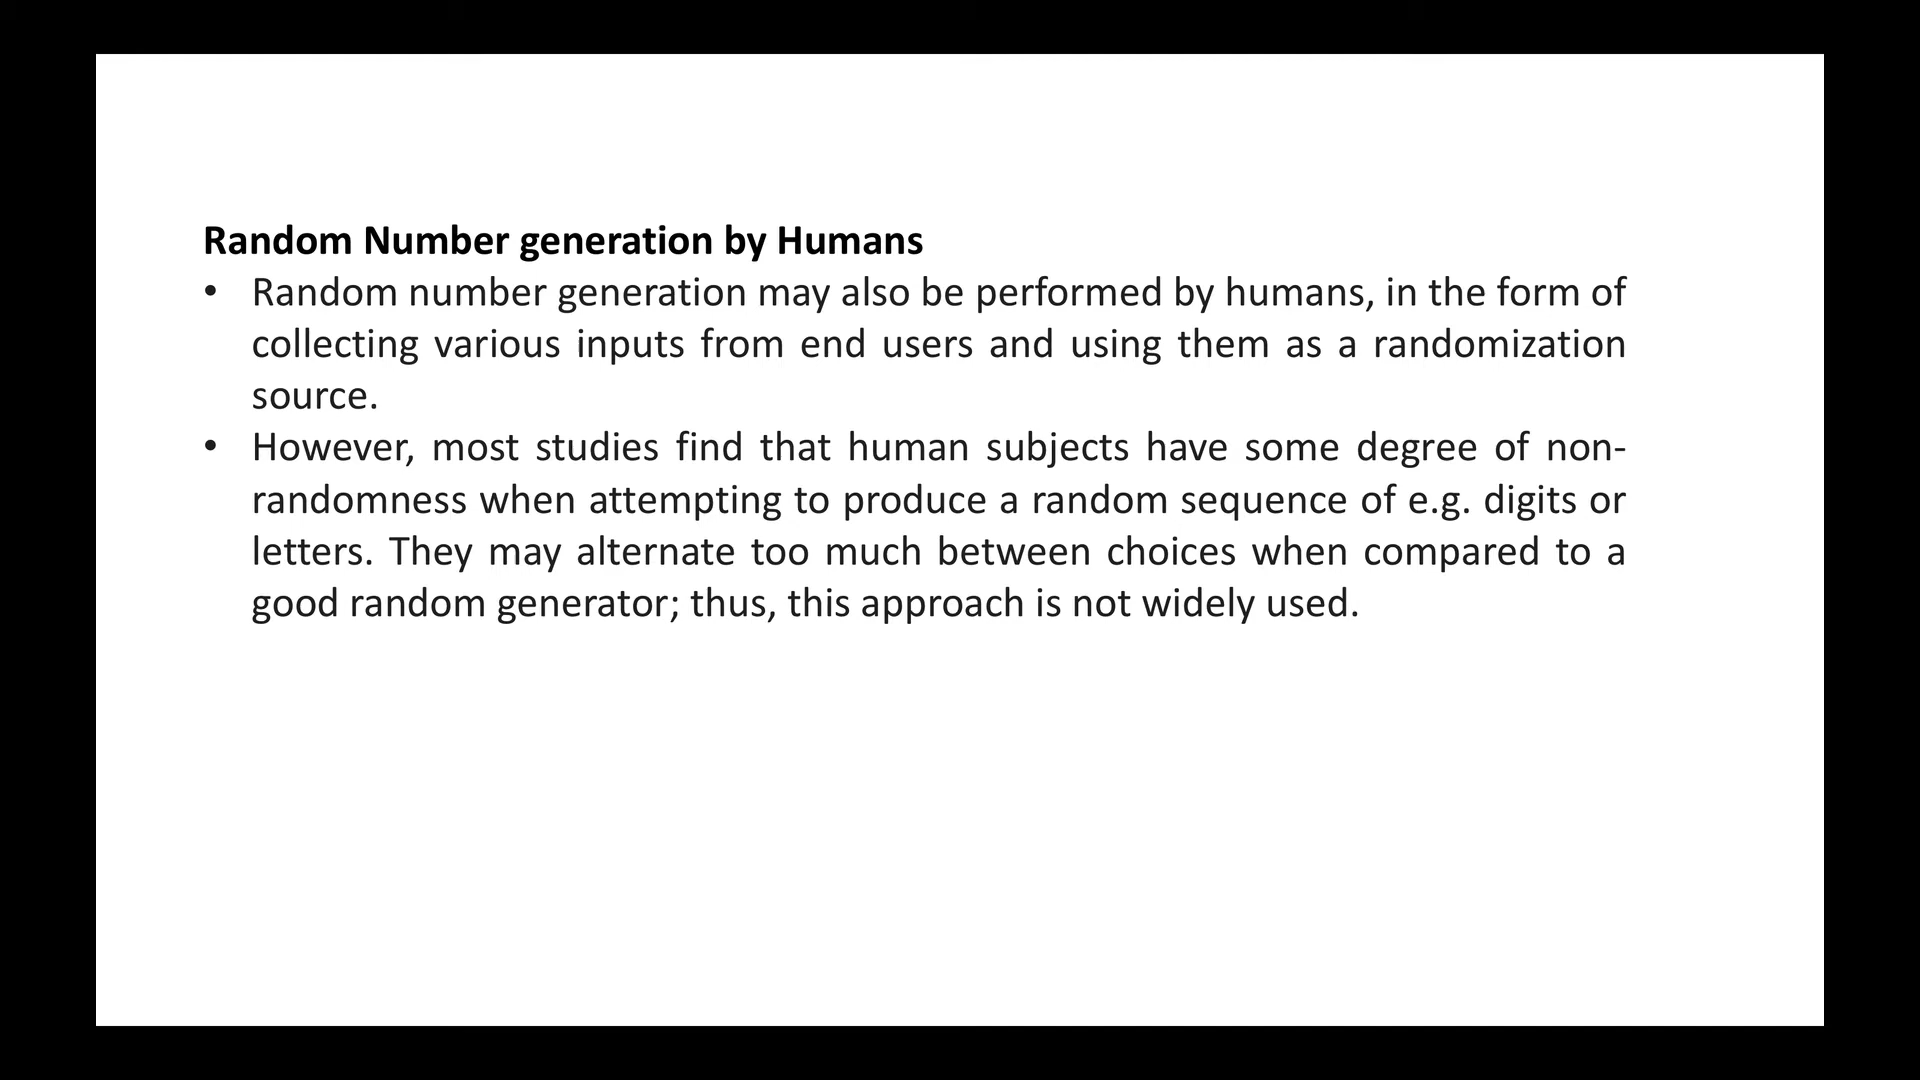 Random Number generation by Humans
• Random number generation may also be performed by humans, in the form of
collecting various inputs from end users and using them as a randomization
source.
• However, most studies find that human subjects have some degree of non-
randomness when attempting to produce a random sequence of e.g. digits or
letters. They may alternate too much between choices when compared to a
good random generator; thus, this approach is not widely used.